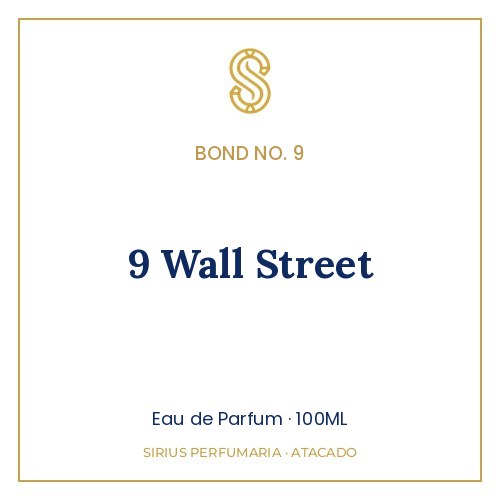 BOND NO. 9
9 Wall Street
Eau de Parfum · 100ML
SIRIUS PERFUMARIA · ATACADO